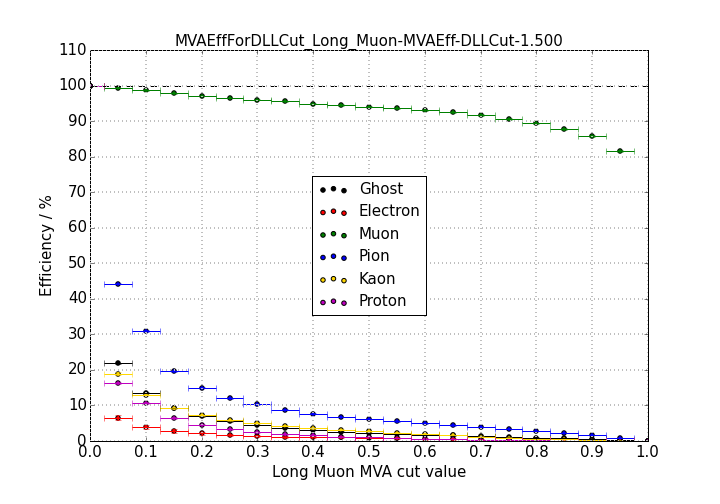 MVAEffForDLLCut_Long_Muon-MVAEff-DLLCut-1.500
110
100
90
80
70
60
50
40
30
20
10
0
Efficiency / %
Ghost
Electron
Muon
Pion
Kaon
Proton
0.0 0.1 0.2 0.3 0.4 0.5 0.6 0.7 0.8 0.9 1.0
Long Muon MVA cut value